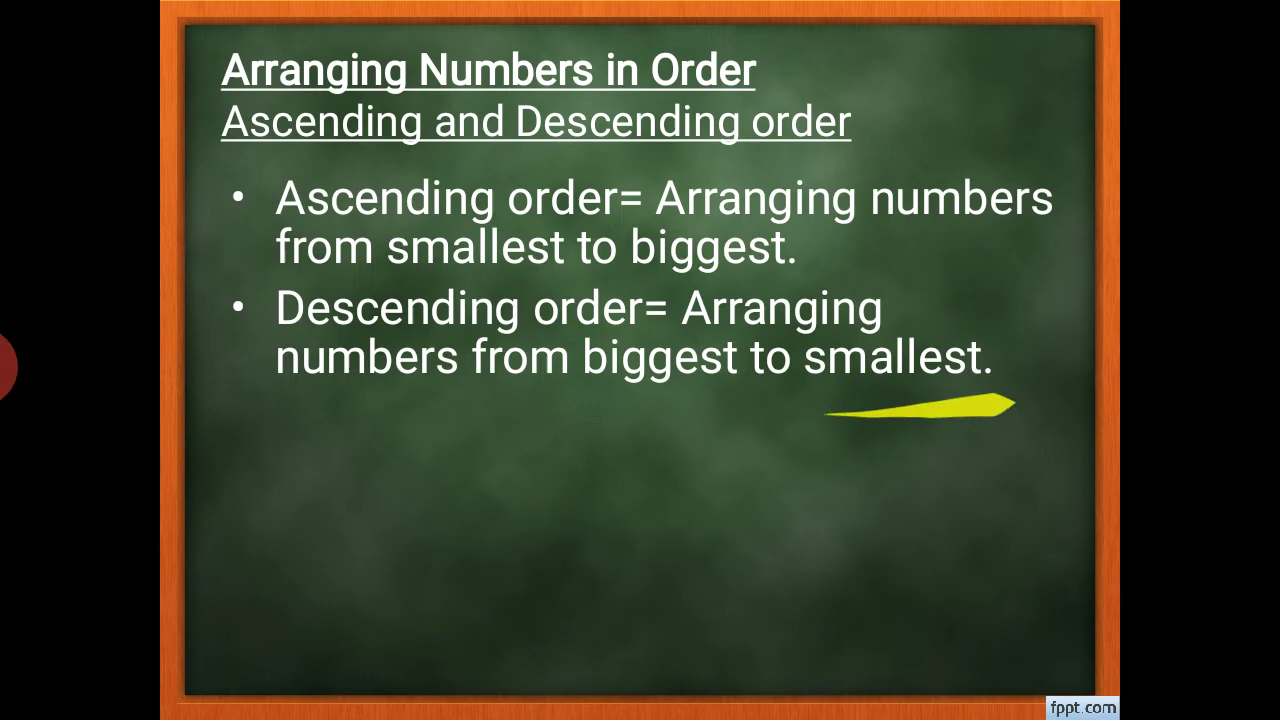 Arranging Numbers in Order
Ascending and Descending order
• Ascending order= Arranging numbers
from smallest to biggest.
• Descending order= Arranging
numbers from biggest to smallest.
fppt.com